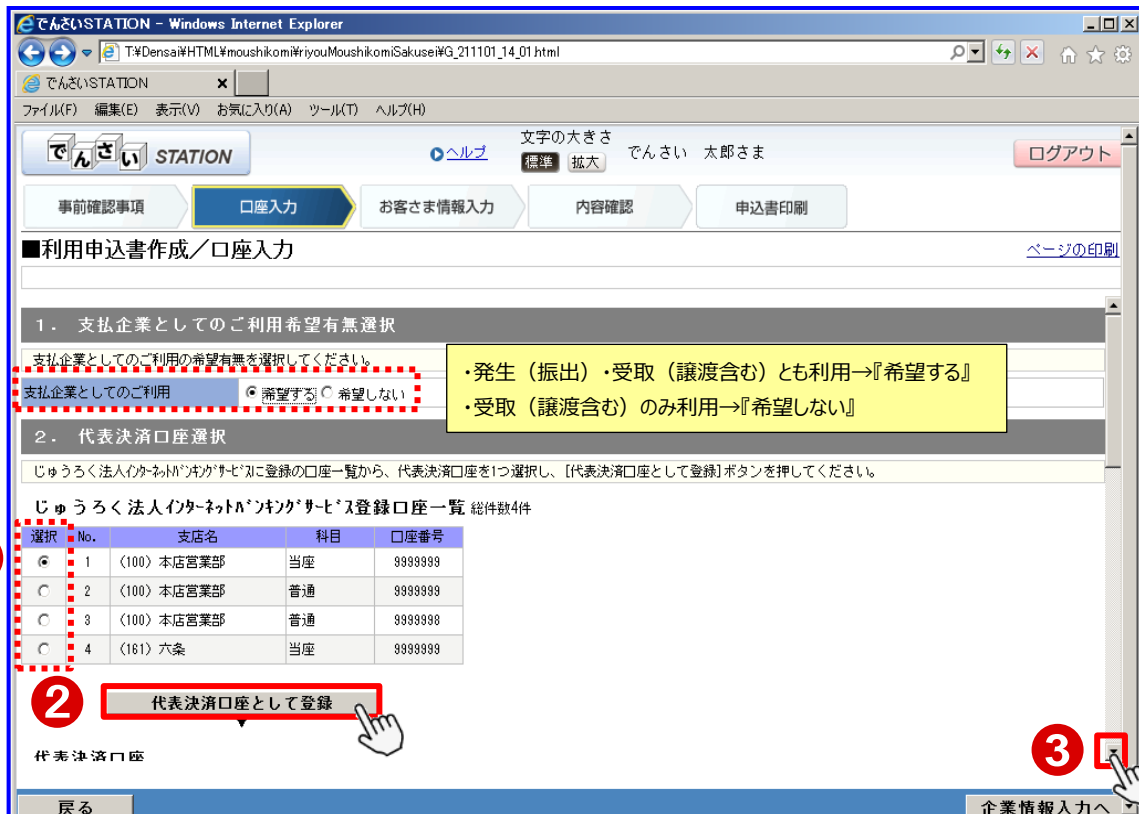 でんさいSTATION - Windows Internet Explorer
T:¥Densai¥HTML¥moushikomi¥riyouMoushikomiSakusei¥G_211101_14_01.html
でんさいSTATION
ファイル(F) 編集(E) 表示(V) お気に入り(A) ツール(T) ヘルプ(H)
でんさい STATION
ヘルプ
文字の大きさ
標準 拡大
でんさい 太郎さま
ログアウト
事前確認事項 口座入力 お客さま情報入力 内容確認 申込書印刷
■利用申込書作成／口座入力
ページの印刷
1. 支払企業としてのご利用希望有無選択
支払企業としてのご利用の希望有無を選択してください。
支払企業としてのご利用 希望する 希望しない
・発生（振出）・受取（譲渡含む）とも利用→『希望する』
・受取（譲渡含む）のみ利用→『希望しない』
2. 代表決済口座選択
じゅうろく法人ｲﾝﾀｰﾈｯﾄﾊﾞﾝｷﾝｸﾞｻｰﾋﾞｽに登録の口座一覧から、代表決済口座を1つ選択し、[代表決済口座として登録]ボタンを押してください。
じゅうろく法人ｲﾝﾀｰﾈｯﾄﾊﾞﾝｷﾝｸﾞｻｰﾋﾞｽ登録口座一覧 総件数4件
選択 No. 支店名 科目 口座番号
1 (100) 本店営業部 当座 9999999
2 (100) 本店営業部 普通 9999999
3 (100) 本店営業部 普通 9999998
4 (161) 六条 当座 9999999
2
代表決済口座として登録
代表決済口座
3
戻る
企業情報入力へ